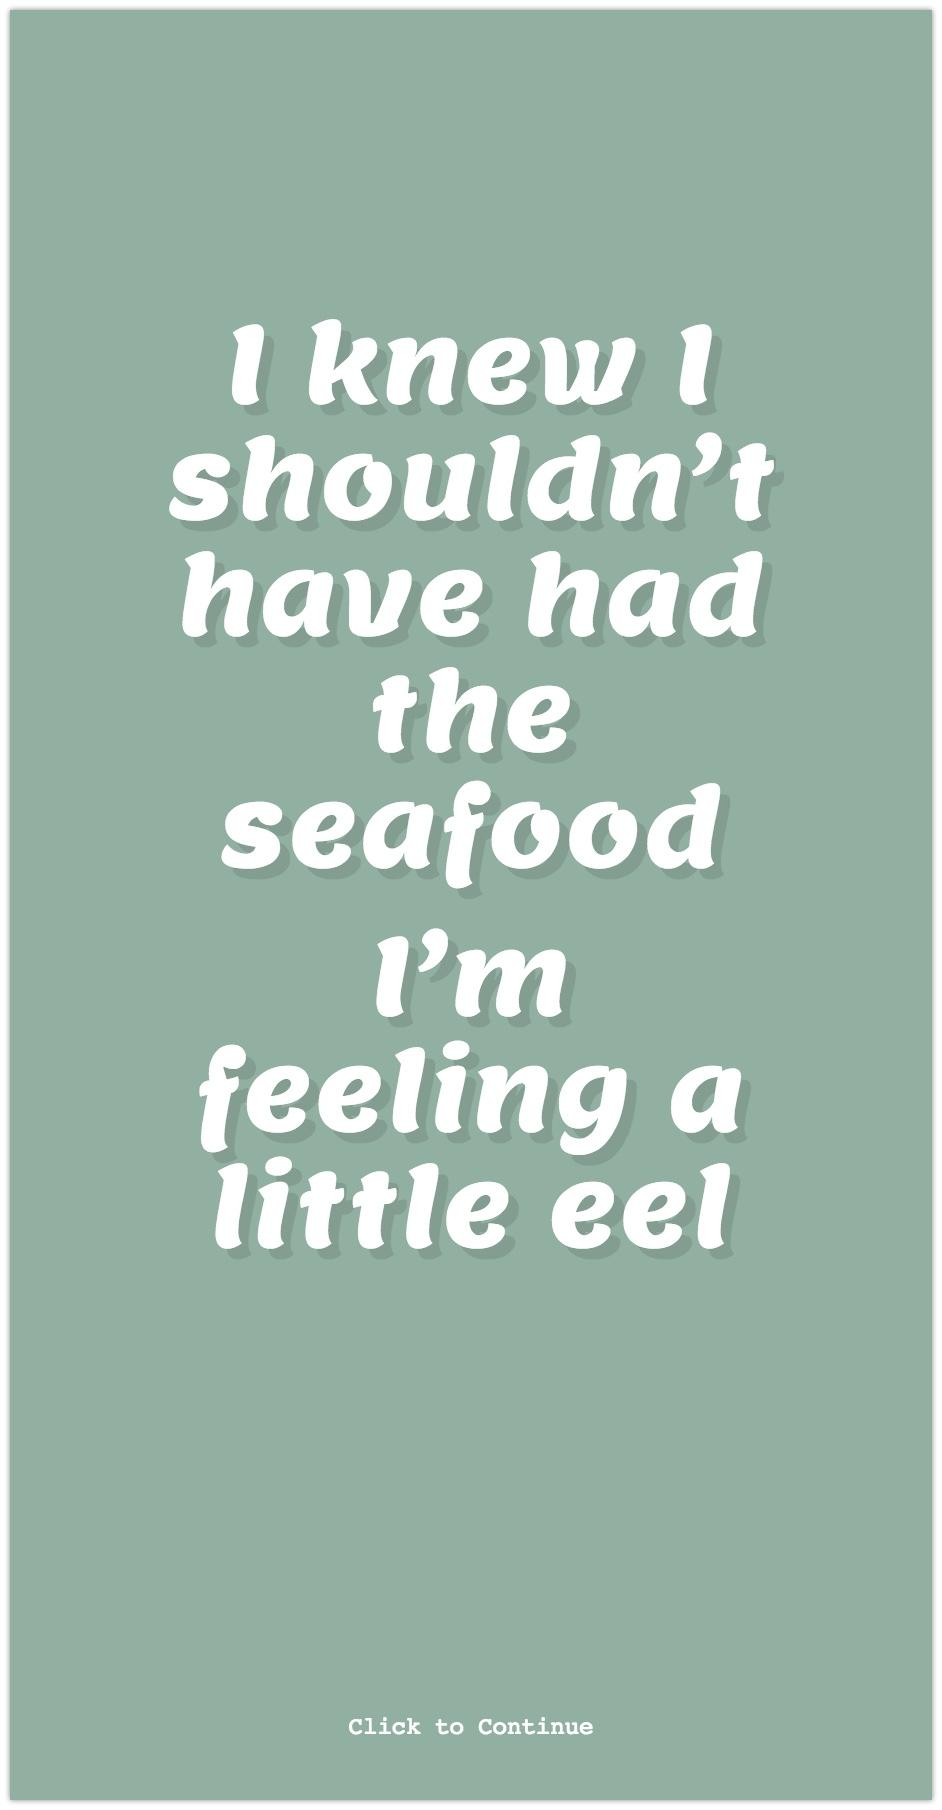 I knew I
shouldn’t
have had
the
seafood
I’m
feeling a
little eel
Click to Continue